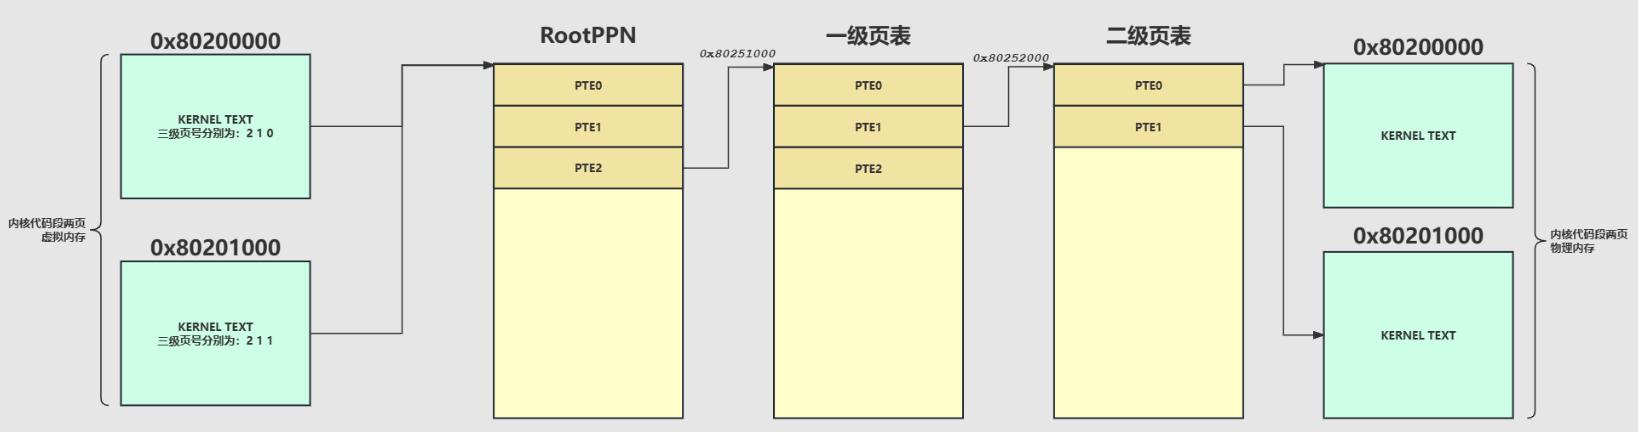 0x80200000
KERNEL TEXT
三级页号分别为：2 1 0
内核代码段两页
虚拟内存
0x80201000
KERNEL TEXT
三级页号分别为：2 1 1
RootPPN
PTE0
PTE1
PTE2
0x80251000
一级页表
PTE0
PTE1
PTE2
0x80252000
二级页表
PTE0
PTE1
0x80200000
KERNEL TEXT
0x80201000
KERNEL TEXT
内核代码段两页
物理内存